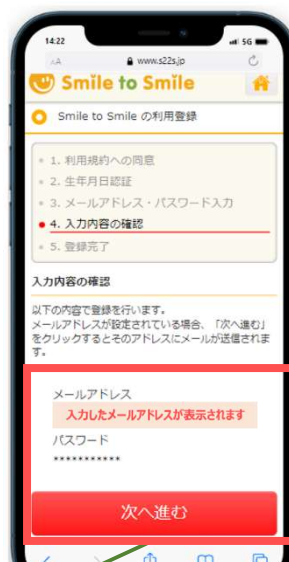 14:22
5G
AA
www.s22s.jp
Smile to Smile
Smile to Smile の利用登録
1. 利用規約への同意
2. 生年月日認証
3. メールアドレス・パスワード入力
4. 入力内容の確認
5. 登録完了
入力内容の確認
以下の内容で登録を行います。
メールアドレスが設定されている場合、「次へ進む」
をクリックするとそのアドレスにメールが送信されま
す。
メールアドレス
入力したメールアドレスが表示されます
パスワード
***********
次へ進む